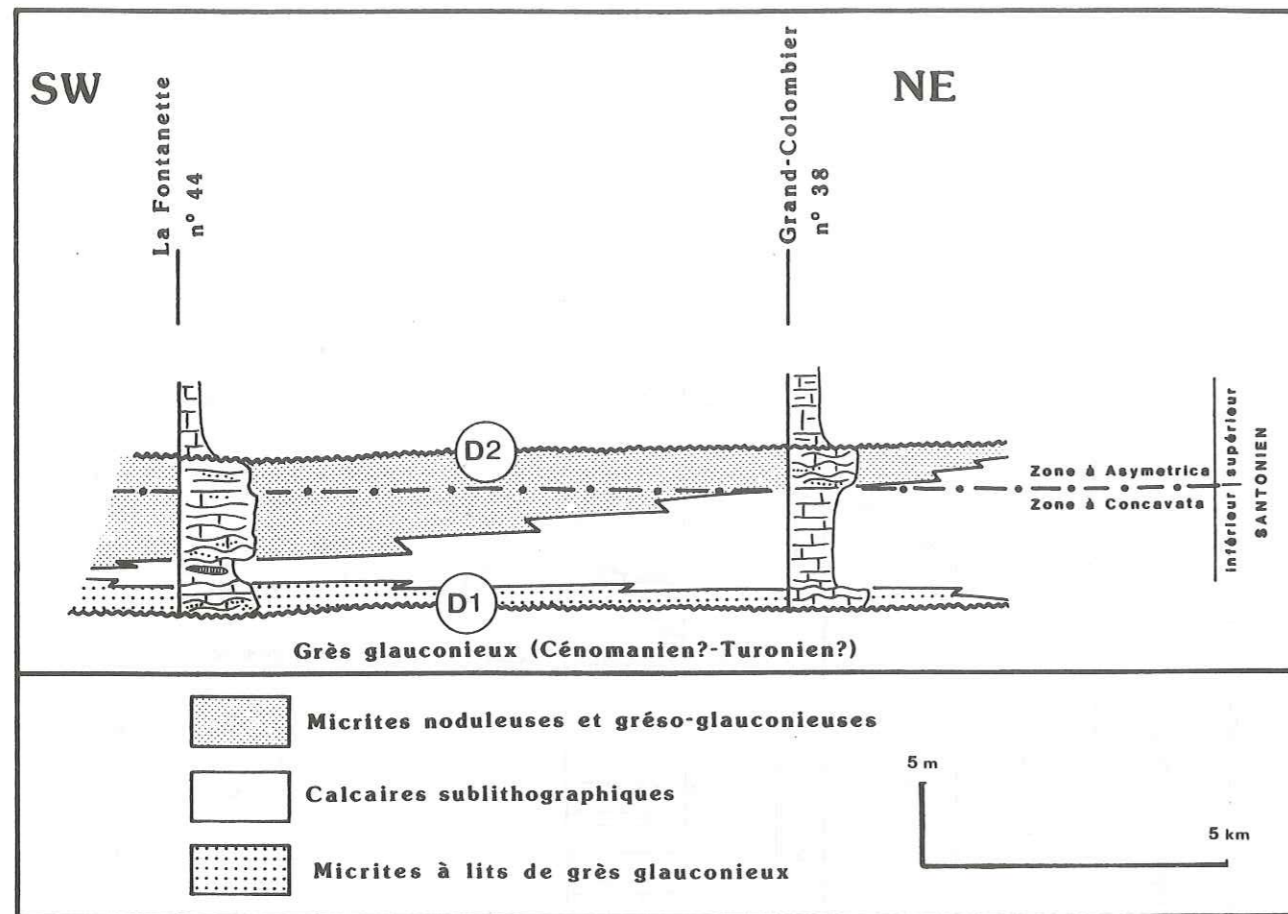 SW
NE
La Fontanette
n° 44
Grand-Colombier
n° 38
D2
D1
Zone à Asymetrica
Zone à Concavata
inférieur
supérieur
SANTONIEN
Grès glauconieux (Cénomanien?-Turonien?)
Micrites noduleuses et gréso-glauconieuses
Calcaires sublithographiques
Micrites à lits de grès glauconieux
5 m
5 km